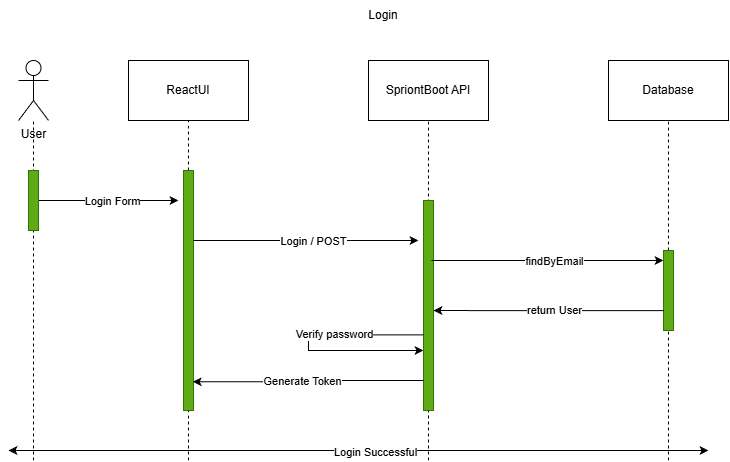 Login
ReactUI
SpriontBoot API
Database
User
Login Form
Login / POST
findByEmail
return User
Verify password
Generate Token
Login Successful